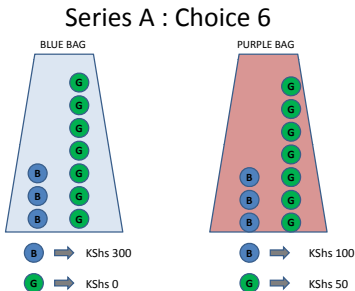 Series A : Choice 6
BLUE BAG PURPLE BAG
G G
G G
G G
G G
B G B G
B G B G
B G B G
B KShs 300 B KShs 100
G KShs 0 G KShs 50